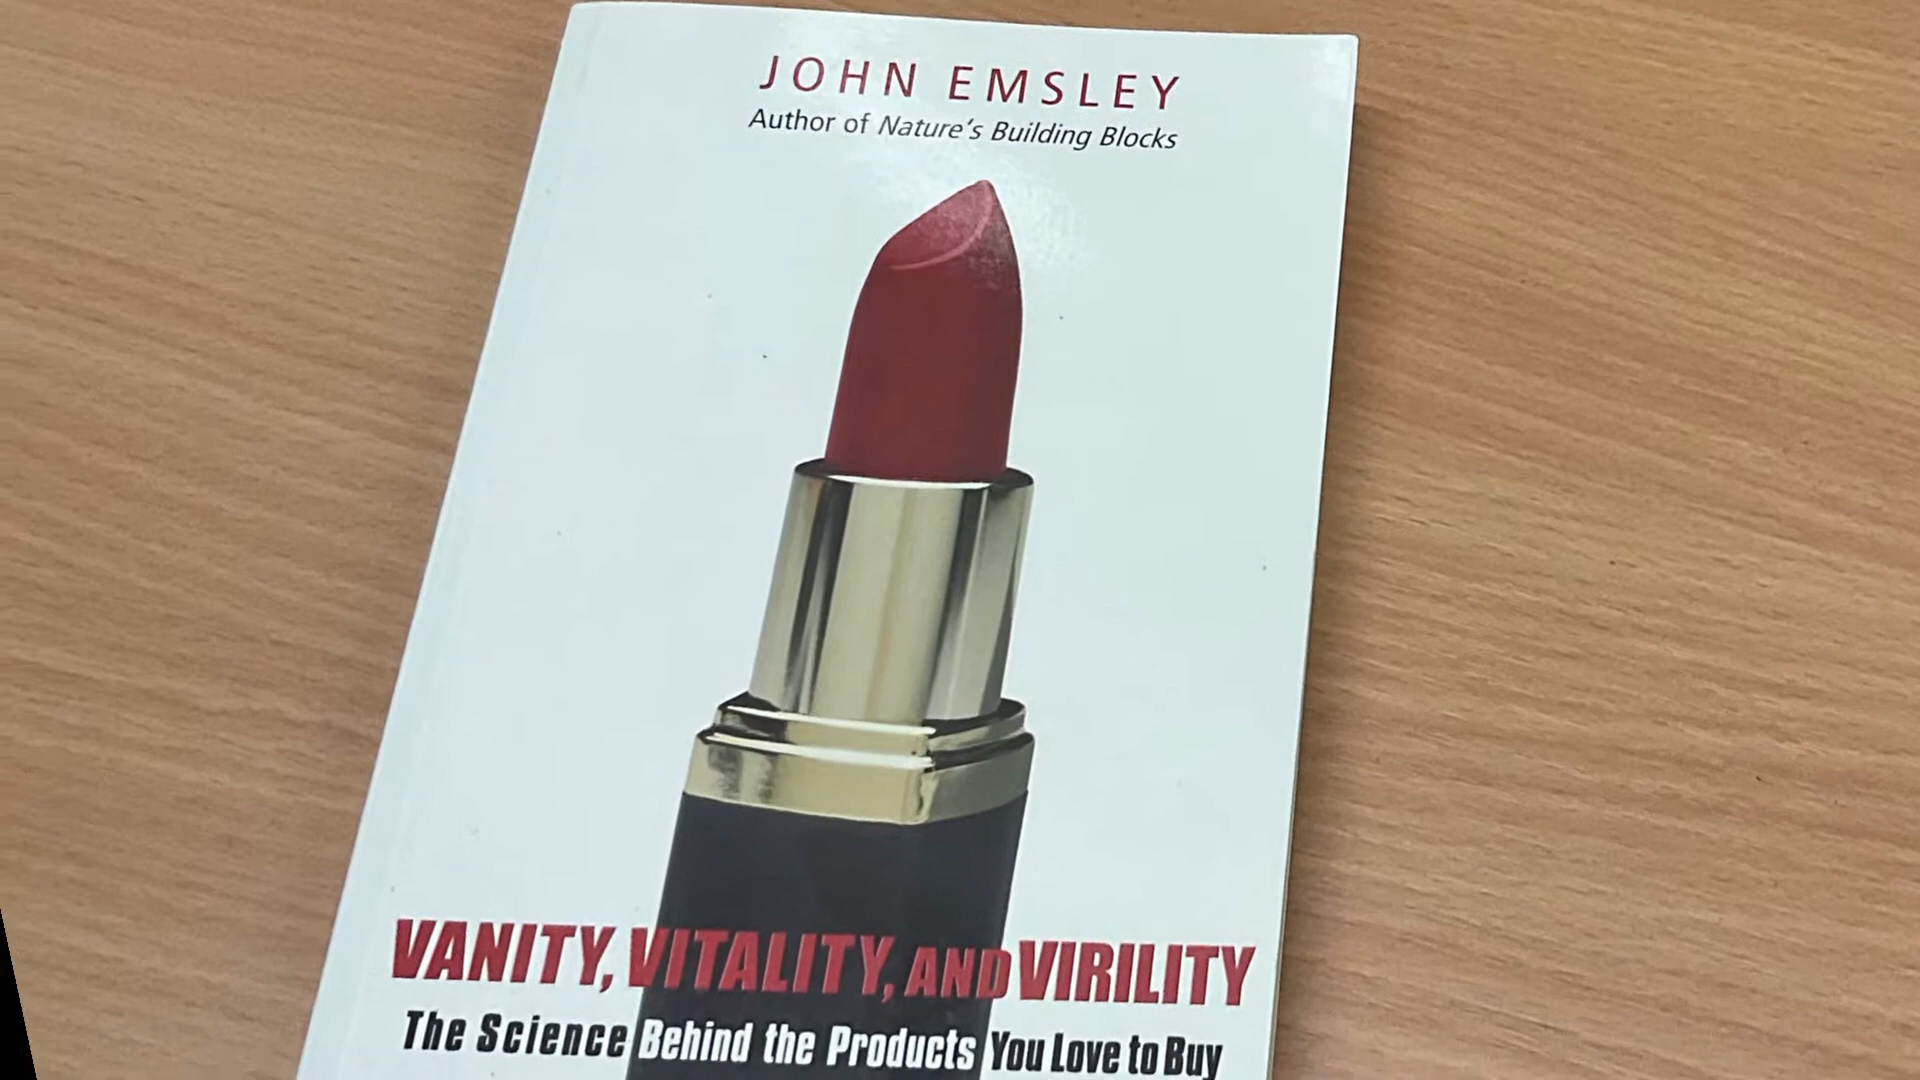 JOHN EMSLEY
Author of Nature's Building Blocks
VANITY, VITALITY, AND VIRILITY
The Science Behind the Products You Love to Buy